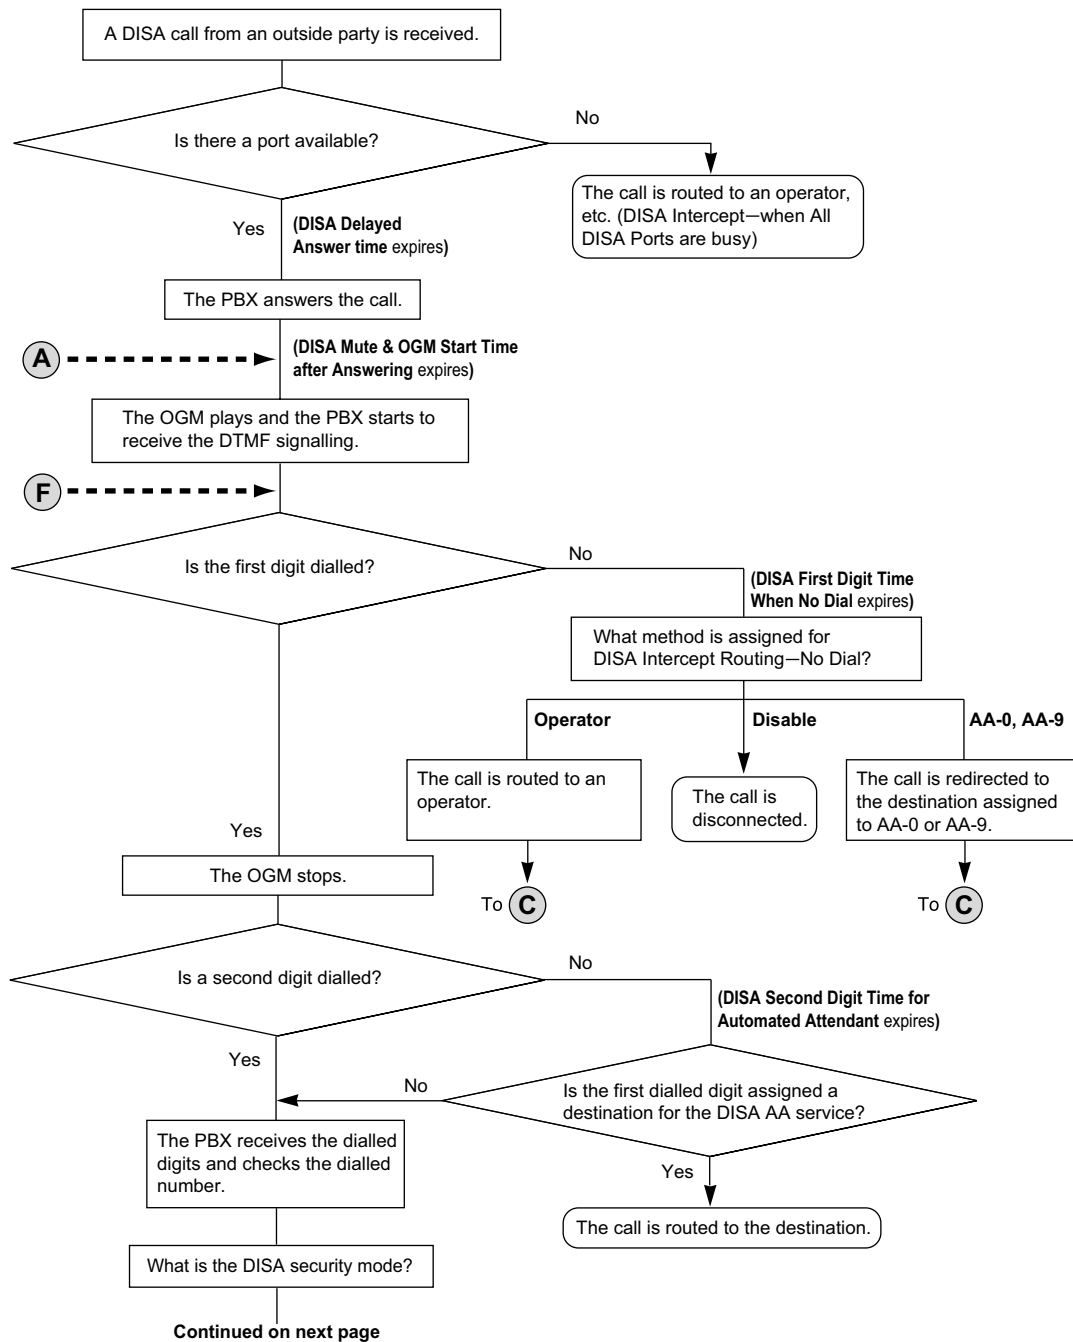 A DISA call from an outside party is received.
Is there a port available?
No
The call is routed to an operator,
etc. (DISA Intercept—when All
DISA Ports are busy)
Yes
(DISA Delayed
Answer time expires)
The PBX answers the call.
A
(DISA Mute & OGM Start Time
after Answering expires)
The OGM plays and the PBX starts to
receive the DTMF signalling.
F
Is the first digit dialled?
No
(DISA First Digit Time
When No Dial expires)
What method is assigned for
DISA Intercept Routing—No Dial?
Operator
Disable
AA-0, AA-9
The call is routed to an
operator.
The call is
disconnected.
The call is redirected to
the destination assigned
to AA-0 or AA-9.
To C
To C
Yes
The OGM stops.
Is a second digit dialled?
No
(DISA Second Digit Time for
Automated Attendant expires)
Yes
No
Is the first dialled digit assigned a
destination for the DISA AA service?
The PBX receives the dialled
digits and checks the dialled
number.
Yes
The call is routed to the destination.
What is the DISA security mode?
Continued on next page